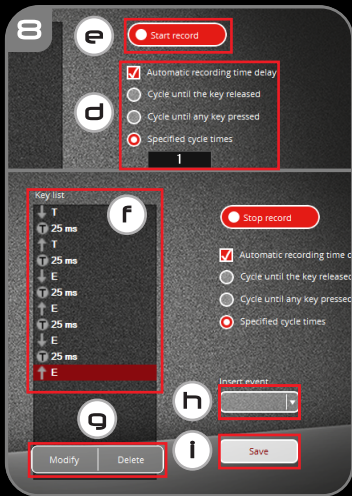 8
e
Start record
Automatic recording time delay
Cycle until the key released
d
Cycle until any key pressed
Specified cycle times
1
Key list
f
T
T 25 ms
T
T 25 ms
E
T 25 ms
E
T 25 ms
E
T 25 ms
E
Stop record
Automatic recording time
Cycle until the key released
Cycle until any key pressed
Specified cycle times
Insert event
h
g
i
Modify
Delete
Save